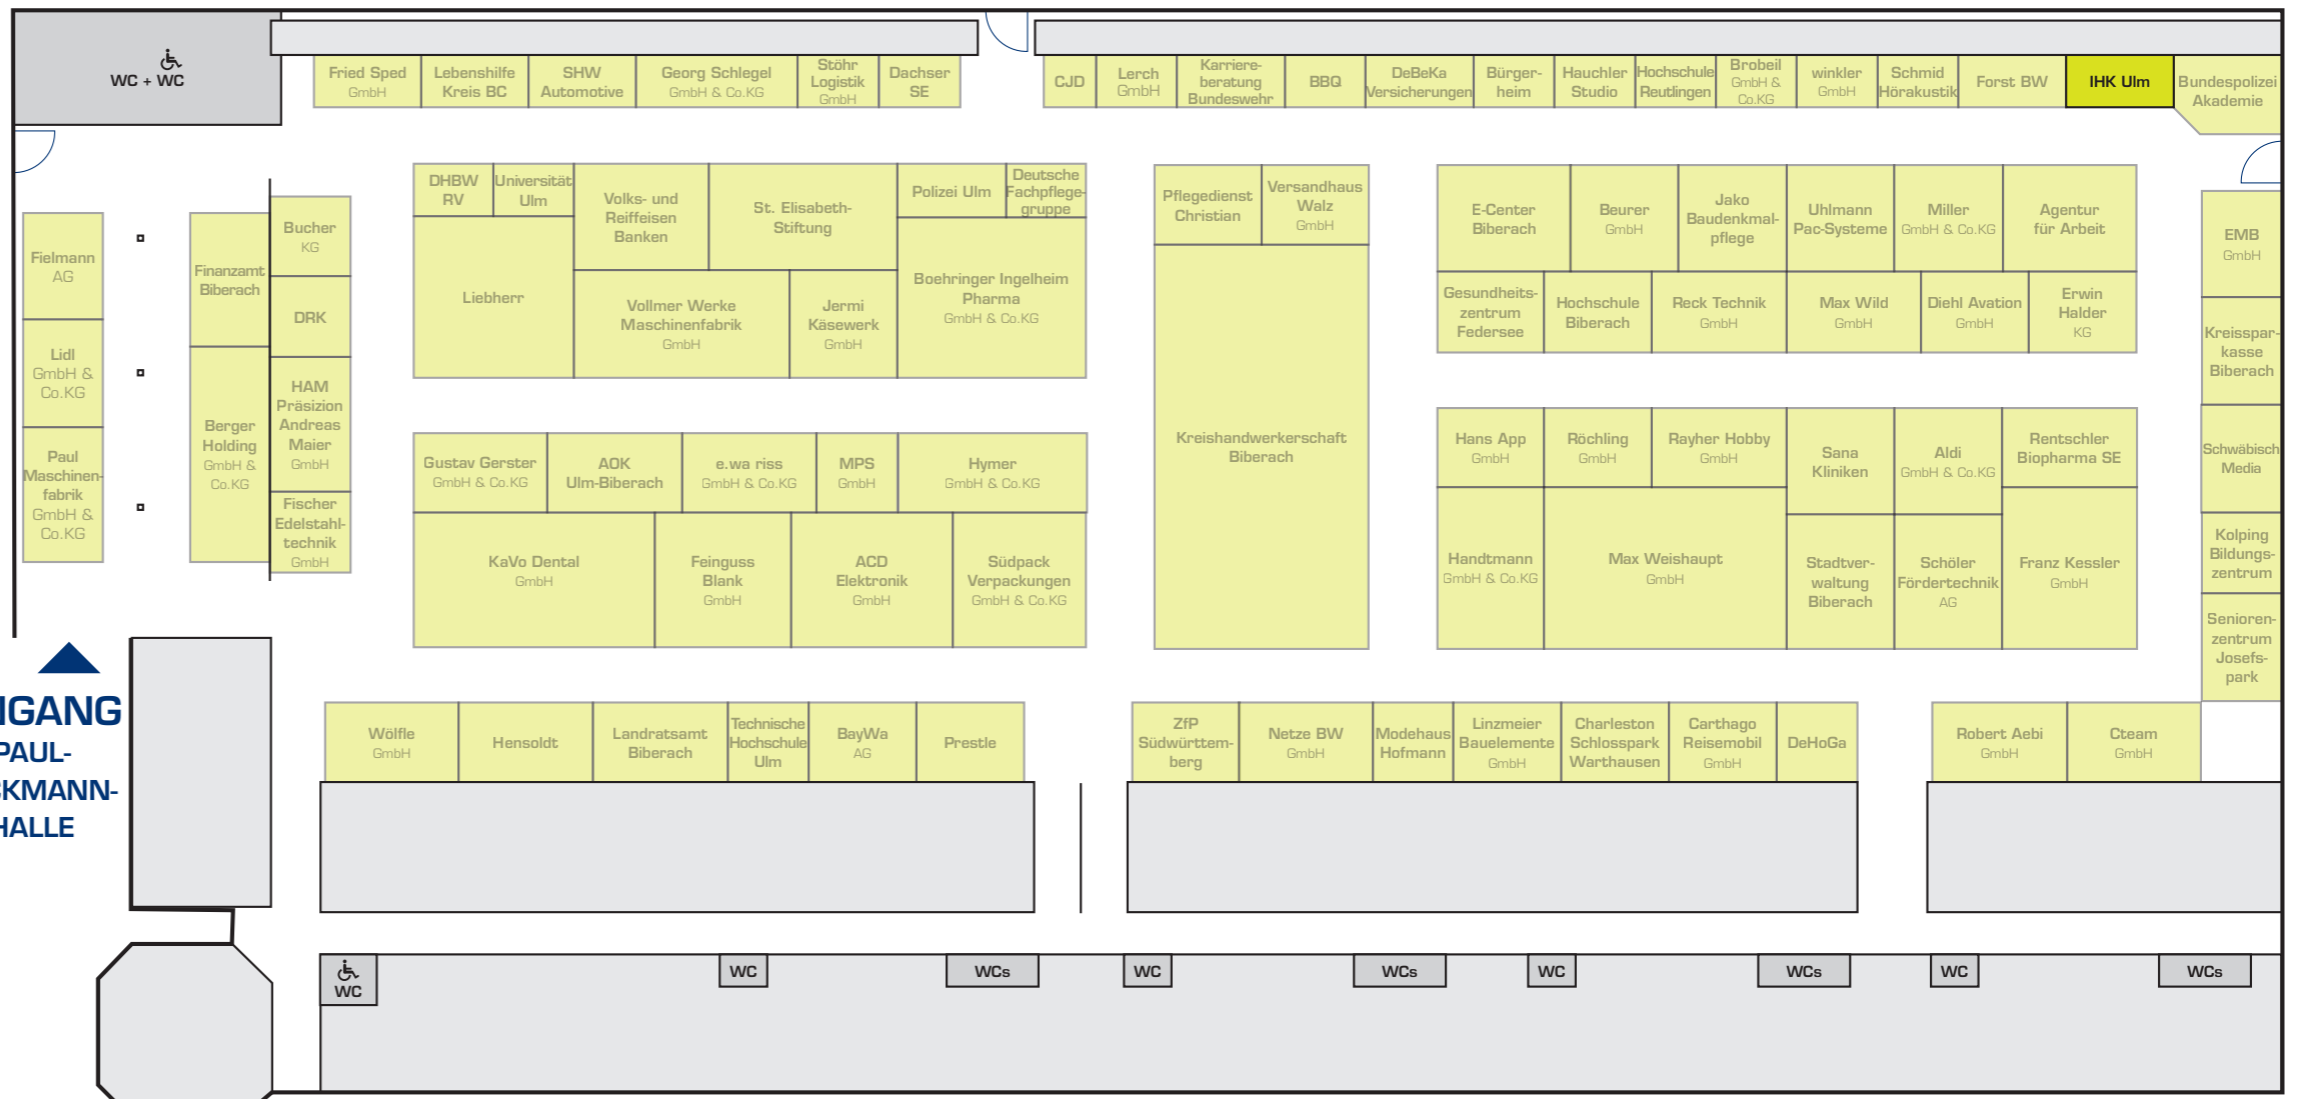 WC + WC
Fried Sped
GmbH
Lebenshilfe
Kreis BC
SHW
Automotive
Georg Schlegel
GmbH & Co.KG
Stöhr
Logistik
GmbH
Dachser
SE
CJD
Lerch
GmbH
Karriere-
beratung
Bundeswehr
BBQ
DeBeKa
Versicherungen
Bürger-
heim
Hauchler
Studio
Hochschule
Reutlingen
Brobeil
GmbH &
Co.KG
winkler
GmbH
Schmid
Hörakustik
Forst BW
IHK Ulm
Bundespolizei
Akademie
Fielmann
AG
Lidl
GmbH &
Co.KG
Paul
Maschinen-
fabrik
GmbH &
Co.KG
Finanzamt
Biberach
Berger
Holding
GmbH &
Co.KG
Bucher
KG
DRK
HAM
Präsizion
Andreas
Maier
GmbH
Fischer
Edelstahl-
technik
GmbH
DHBW
RV
Universität
Ulm
Volks- und
Reiffeisen
Banken
St. Elisabeth-
Stiftung
Polizei Ulm
Deutsche
Fachpflege-
gruppe
Liebherr
Vollmer Werke
Maschinenfabrik
GmbH
Jermi
Käsewerk
GmbH
Boehringer Ingelheim
Pharma
GmbH & Co.KG
Gustav Gerster
GmbH & Co.KG
AOK
Ulm-Biberach
e.wa riss
GmbH & Co.KG
MPS
GmbH
Hymer
GmbH & Co.KG
KaVo Dental
GmbH
Feinguss
Blank
GmbH
ACD
Elektronik
GmbH
Südpack
Verpackungen
GmbH & Co.KG
Pflegedienst
Christian
Versandhaus
Walz
GmbH
Kreishandwerkerschaft
Biberach
E-Center
Biberach
Beurer
GmbH
Jako
Baudenkmal-
pflege
Uhlmann
Pac-Systeme
Miller
GmbH & Co.KG
Agentur
für Arbeit
Gesundheits-
zentrum
Federsee
Hochschule
Biberach
Reck Technik
GmbH
Max Wild
GmbH
Diehl Avation
GmbH
Erwin
Halder
KG
Hans App
GmbH
Röchling
GmbH
Rayher Hobby
GmbH
Sana
Kliniken
Aldi
GmbH & Co.KG
Rentschler
Biopharma SE
Handtmann
GmbH & Co.KG
Max Weishaupt
GmbH
Stadtver-
waltung
Biberach
Schöler
Fördertechnik
AG
Franz Kessler
GmbH
EMB
GmbH
Kreisspar-
kasse
Biberach
Schwäbisch
Media
Kolping
Bildungs-
zentrum
Senioren-
zentrum
Josefs-
park
NGANG
PAUL-
CKMANN-
HALLE
Wölfle
GmbH
Hensoldt
Landratsamt
Biberach
Technische
Hochschule
Ulm
BayWa
AG
Prestle
ZfP
Südwürttem-
berg
Netze BW
GmbH
Modehaus
Hofmann
Linzmeier
Bauelemente
GmbH
Charleston
Schlosspark
Warthausen
Carthago
Reisemobil
GmbH
DeHoGa
Robert Aebi
GmbH
Cteam
GmbH
WC
WC
WCs
WC
WCs
WC
WCs
WC
WCs